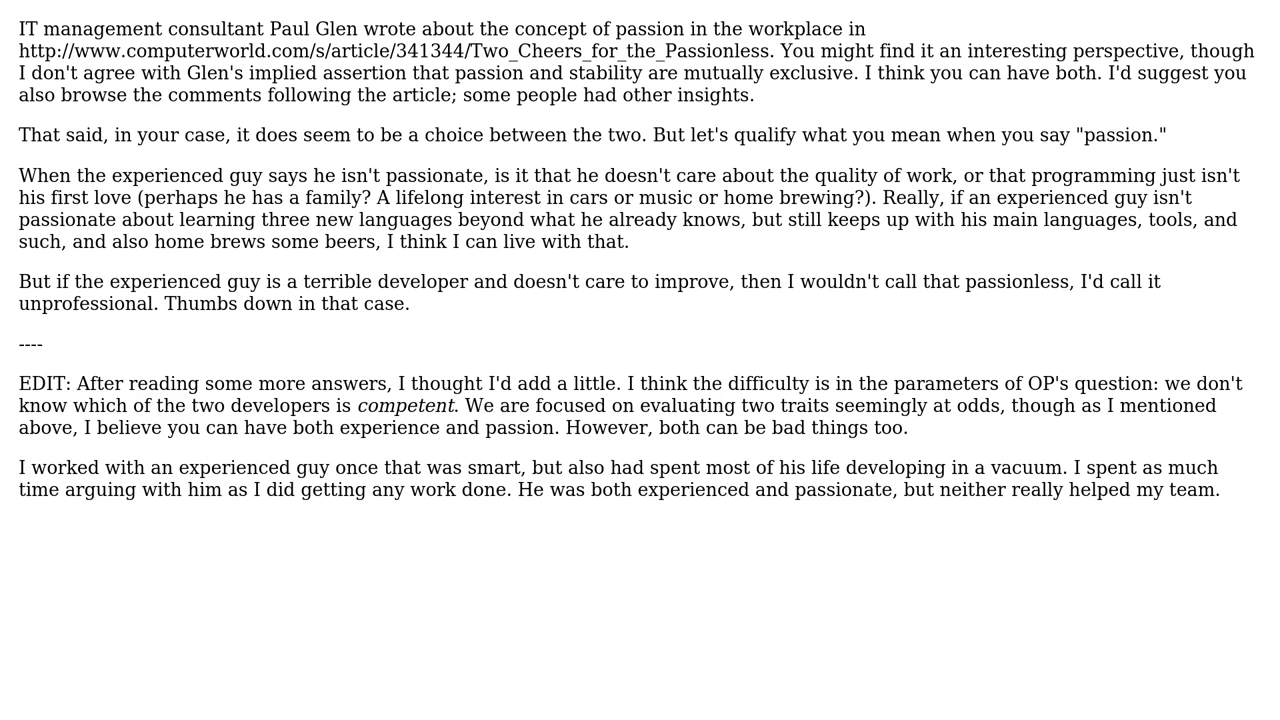 IT management consultant Paul Glen wrote about the concept of passion in the workplace in
http://www.computerworld.com/s/article/341344/Two_Cheers_for_the_Passionless. You might find it an interesting perspective, though
I don't agree with Glen's implied assertion that passion and stability are mutually exclusive. I think you can have both. I'd suggest you
also browse the comments following the article; some people had other insights.
That said, in your case, it does seem to be a choice between the two. But let's qualify what you mean when you say "passion."
When the experienced guy says he isn't passionate, is it that he doesn't care about the quality of work, or that programming just isn't
his first love (perhaps he has a family? A lifelong interest in cars or music or home brewing?). Really, if an experienced guy isn't
passionate about learning three new languages beyond what he already knows, but still keeps up with his main languages, tools, and
such, and also home brews some beers, I think I can live with that.
But if the experienced guy is a terrible developer and doesn't care to improve, then I wouldn't call that passionless, I'd call it
unprofessional. Thumbs down in that case.
----
EDIT: After reading some more answers, I thought I'd add a little. I think the difficulty is in the parameters of OP's question: we don't
know which of the two developers is competent. We are focused on evaluating two traits seemingly at odds, though as I mentioned
above, I believe you can have both experience and passion. However, both can be bad things too.
I worked with an experienced guy once that was smart, but also had spent most of his life developing in a vacuum. I spent as much
time arguing with him as I did getting any work done. He was both experienced and passionate, but neither really helped my team.